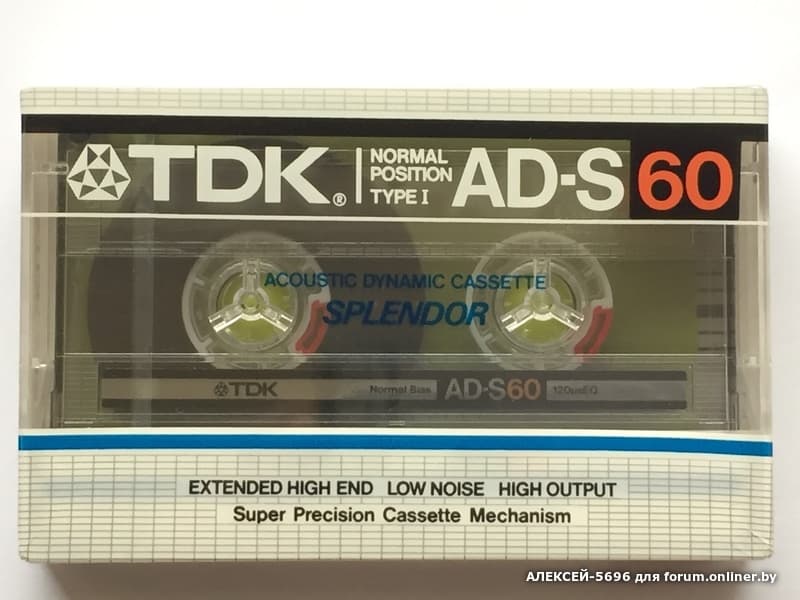 TDK® NORMAL POSITION TYPE I AD-S 60
ACOUSTIC DYNAMIC CASSETTE
SPLENDOR
TDK Normal Bias AD-S60 120µsEQ
EXTENDED HIGH END LOW NOISE HIGH OUTPUT
Super Precision Cassette Mechanism
АЛЕКСЕЙ-5696 для forum.onliner.by